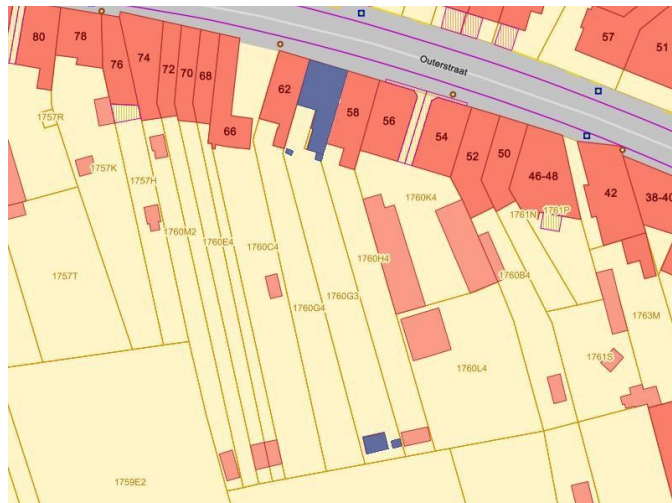 57
51
Outerstraat
80
78
76
74
72
70
68
66
62
58
56
54
52
50
46-48
42
38-40
1757R
1757K
1757H
1760M2
1760E4
1760C4
1760G4
1760G3
1760H4
1760K4
1760B4
1761N
1761P
1763M
1757T
1760L4
1761S
1759E2